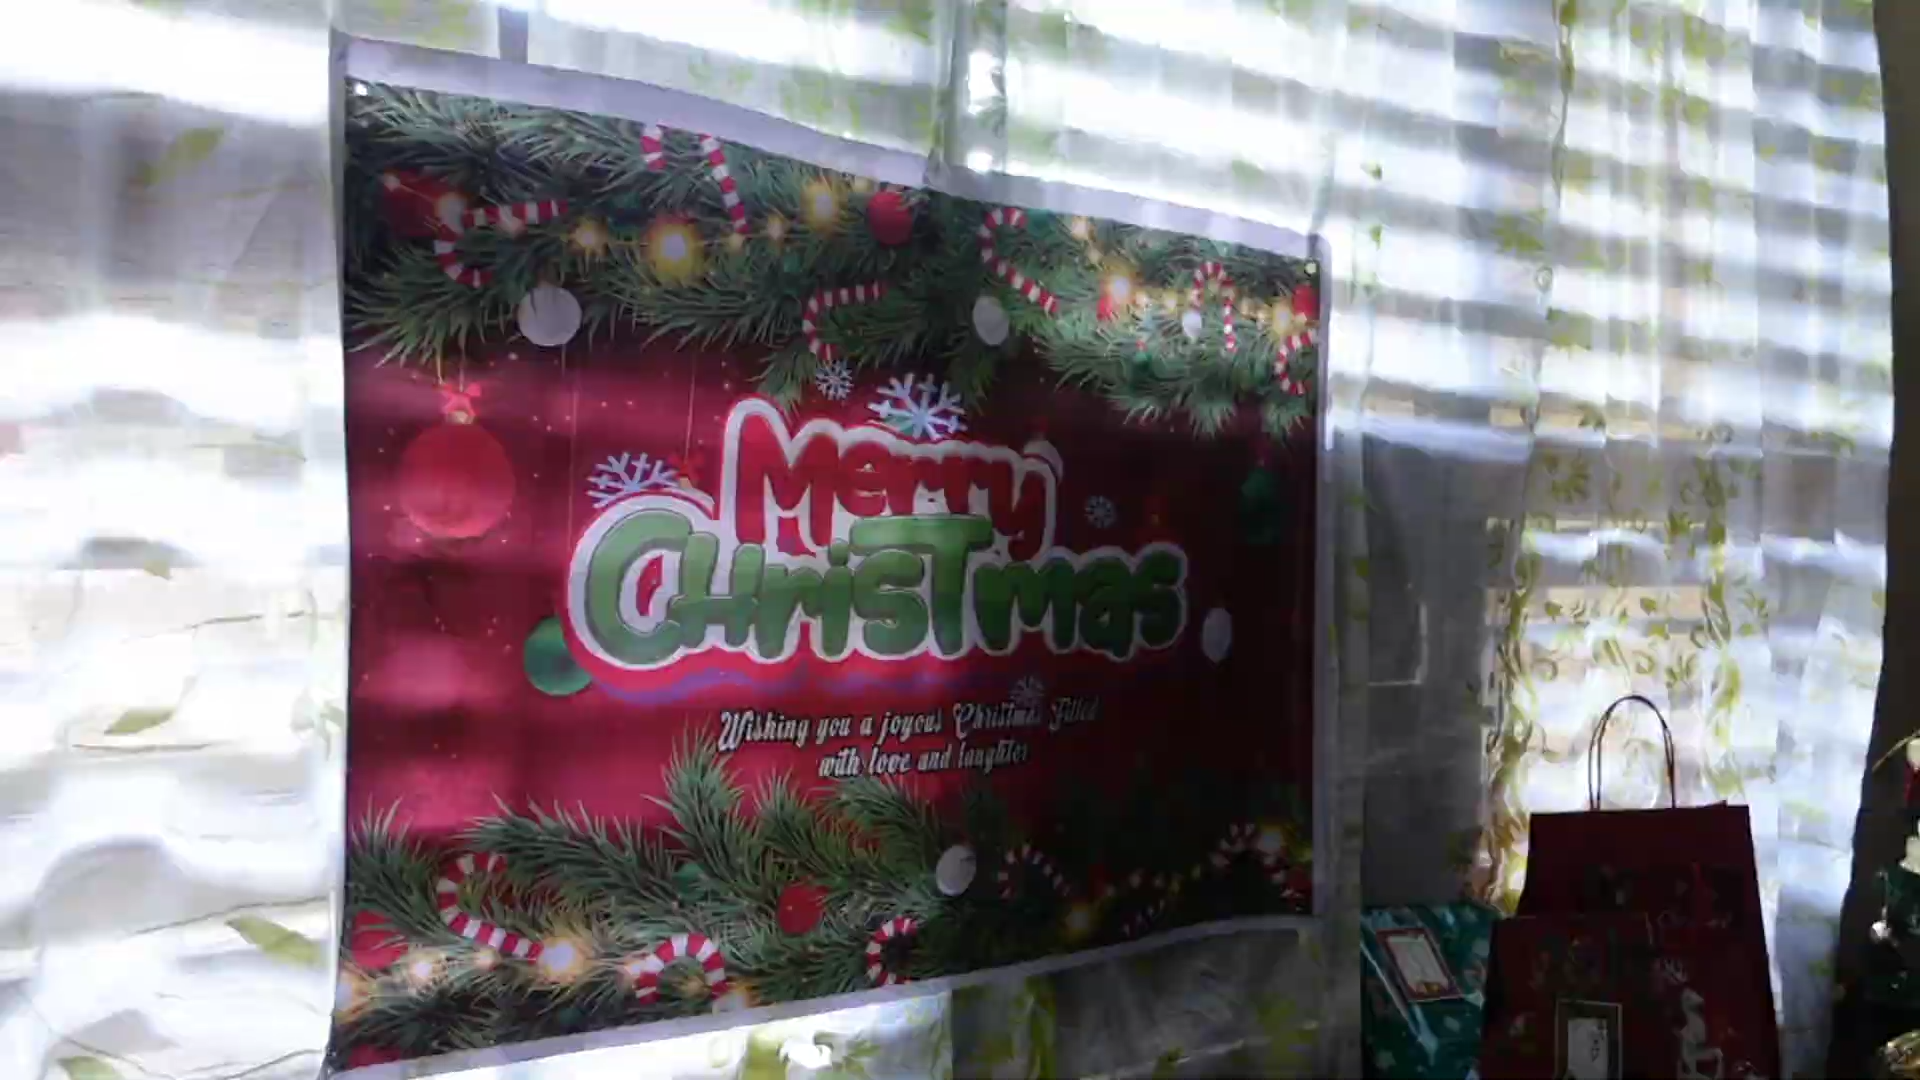 Merry
CHrisTmas
Wishing you a joyous Christmas Filled
with love and laughter